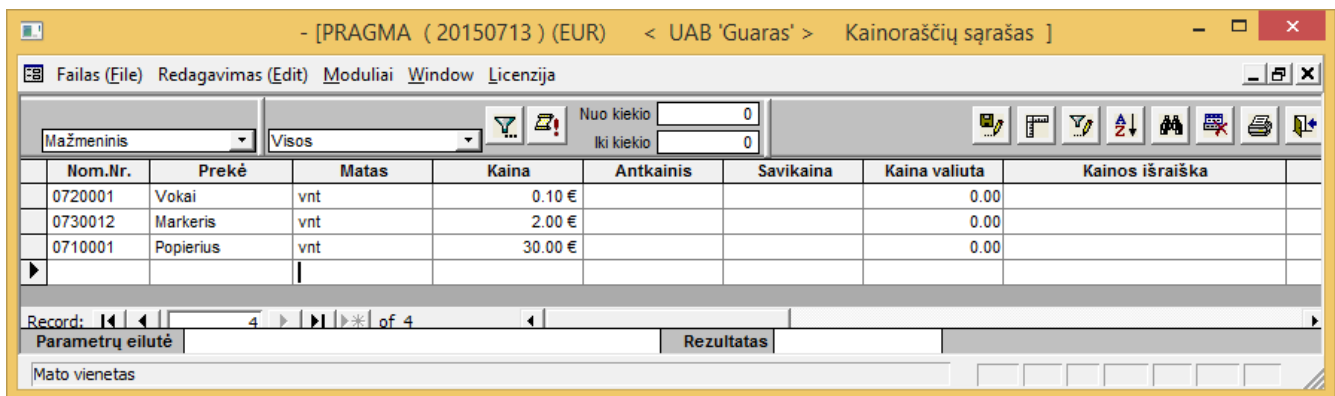 - [PRAGMA ( 20150713 ) (EUR) < UAB 'Guaras' > Kainoraščių sąrašas ]
Failas (File) Redagavimas (Edit) Moduliai Window Licenzija
Nuo kiekio 0
Mažmeninis Visos Iki kiekio 0
Nom.Nr. Prekė Matas Kaina Antkainis Savikaina Kaina valiuta Kainos išraiška
0720001 Vokai vnt 0.10 € 0.00
0730012 Markeris vnt 2.00 € 0.00
0710001 Popierius vnt 30.00 € 0.00
Record: 4 of 4
Parametrų eilutė Rezultatas
Mato vienetas